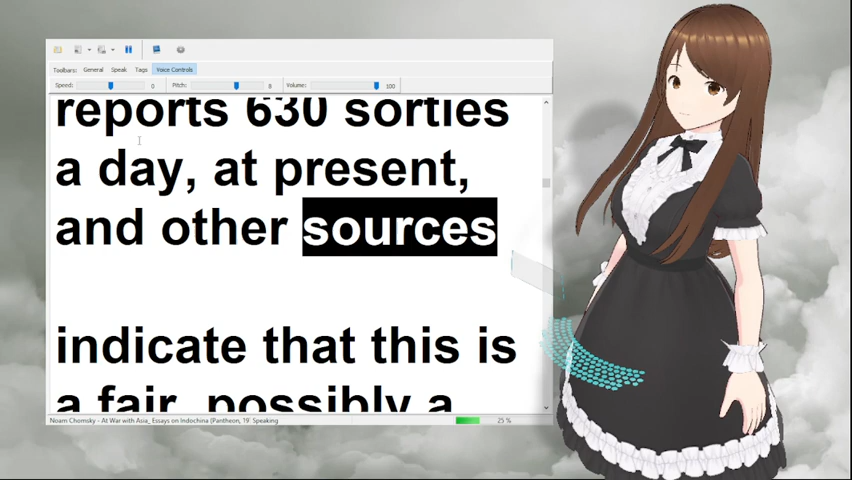 Toolbars: General Speak Tags Voice Controls
Speed: 0 Pitch: 8 Volume: 100
reports 630 sorties
a day, at present,
and other sources
indicate that this is
a fair, possibly a
Noam Chomsky - At War with Asia_ Essays on Indochina (Pantheon, 19' Speaking 25 %